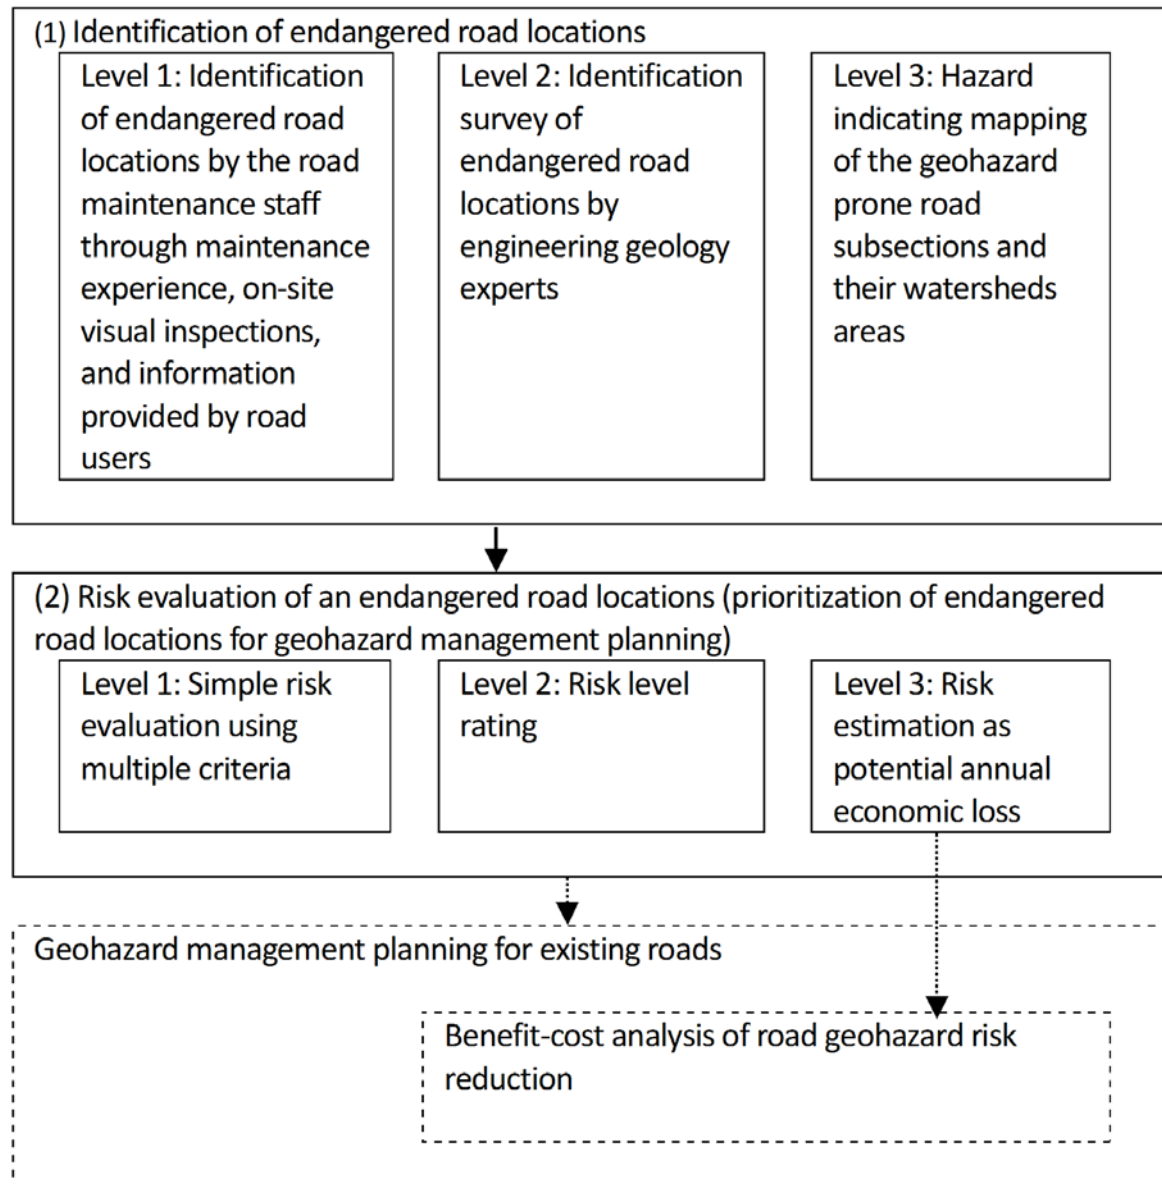 (1) Identification of endangered road locations
Level 1: Identification
of endangered road
locations by the road
maintenance staff
through maintenance
experience, on-site
visual inspections,
and information
provided by road
users
Level 2: Identification
survey of
endangered road
locations by
engineering geology
experts
Level 3: Hazard
indicating mapping
of the geohazard
prone road
subsections and
their watersheds
areas
(2) Risk evaluation of an endangered road locations (prioritization of endangered
road locations for geohazard management planning)
Level 1: Simple risk
evaluation using
multiple criteria
Level 2: Risk level
rating
Level 3: Risk
estimation as
potential annual
economic loss
Geohazard management planning for existing roads
Benefit-cost analysis of road geohazard risk
reduction